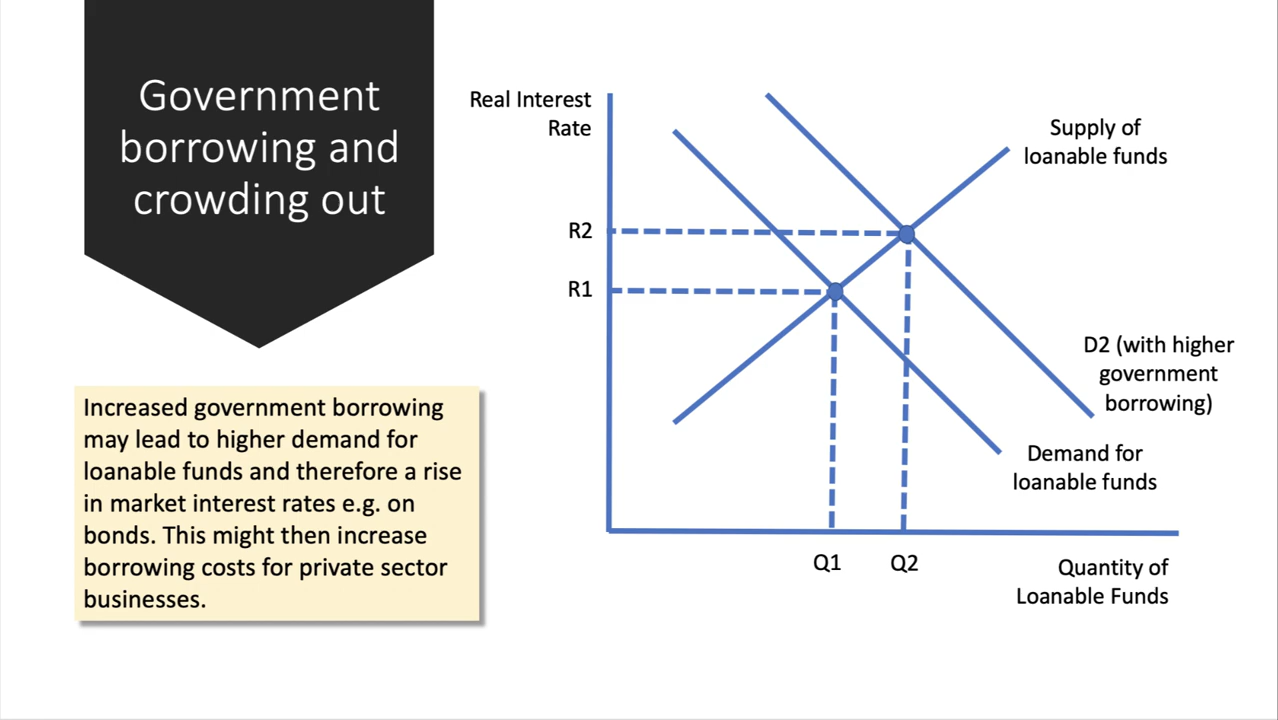 Government
borrowing and
crowding out
Increased government borrowing
may lead to higher demand for
loanable funds and therefore a rise
in market interest rates e.g. on
bonds. This might then increase
borrowing costs for private sector
businesses.
Real Interest
Rate
Supply of
loanable funds
R2
R1
D2 (with higher
government
borrowing)
Demand for
loanable funds
Q1
Q2
Quantity of
Loanable Funds